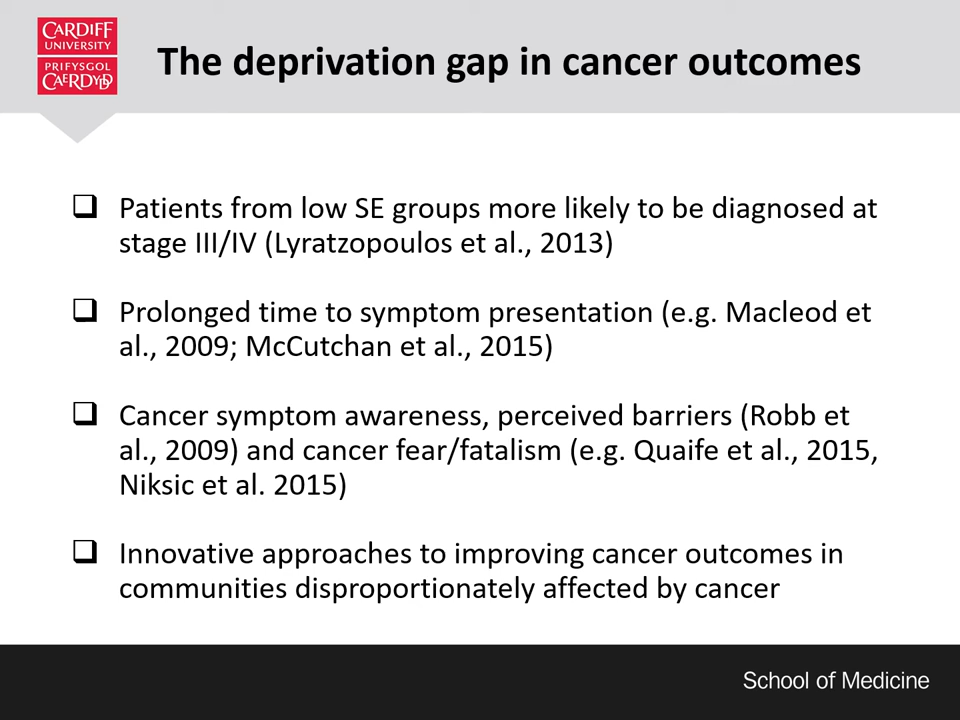 CARDIFF
UNIVERSITY
PRIFYSGOL
CAERDYDD
The deprivation gap in cancer outcomes
❑ Patients from low SE groups more likely to be diagnosed at
stage III/IV (Lyratzopoulos et al., 2013)
❑ Prolonged time to symptom presentation (e.g. Macleod et
al., 2009; McCutchan et al., 2015)
❑ Cancer symptom awareness, perceived barriers (Robb et
al., 2009) and cancer fear/fatalism (e.g. Quaife et al., 2015,
Niksic et al. 2015)
❑ Innovative approaches to improving cancer outcomes in
communities disproportionately affected by cancer
School of Medicine